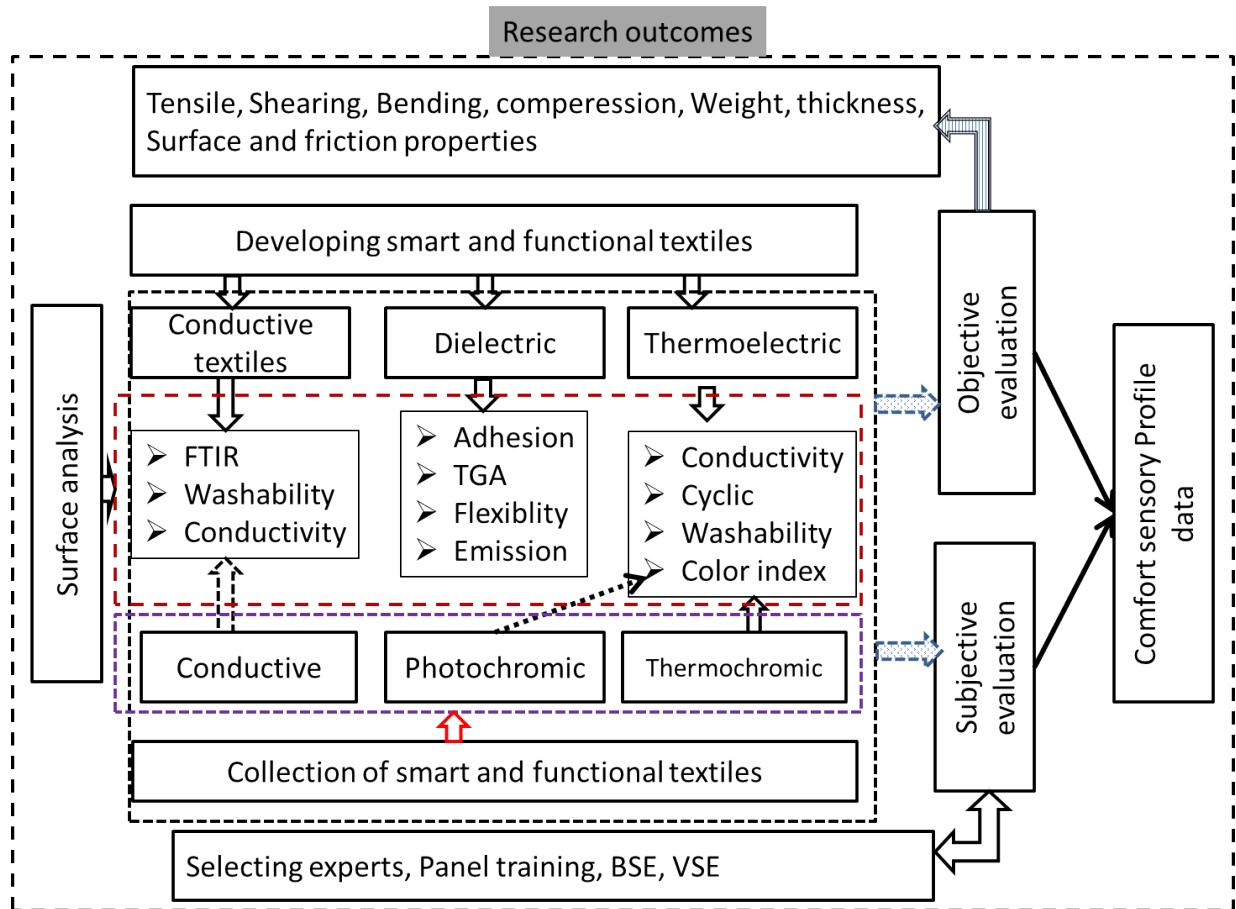 Research outcomes
Tensile, Shearing, Bending, comperession, Weight, thickness,
Surface and friction properties
Developing smart and functional textiles
Conductive
textiles
Dielectric
Thermoelectric
Surface analysis
➢ FTIR
➢ Washability
➢ Conductivity
➢ Adhesion
➢ TGA
➢ Flexiblity
➢ Emission
➢ Conductivity
➢ Cyclic
➢ Washability
➢ Color index
Conductive
Photochromic
Thermochromic
Collection of smart and functional textiles
Selecting experts, Panel training, BSE, VSE
Objective
evaluation
Subjective
evaluation
Comfort sensory Profile
data